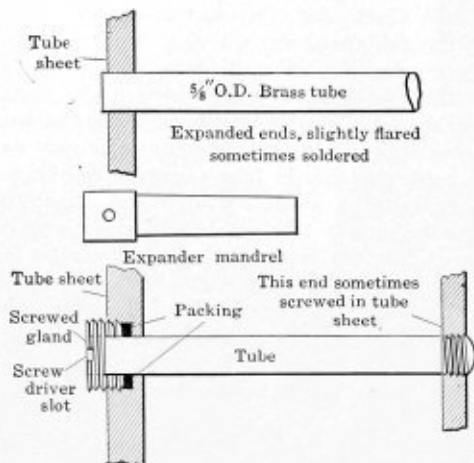 Tube
sheet
⅝" O.D. Brass tube
Expanded ends, slightly flared
sometimes soldered
Expander mandrel
Tube sheet
Packing
This end sometimes
screwed in tube
sheet
Screwed
gland
Tube
Screw
driver
slot